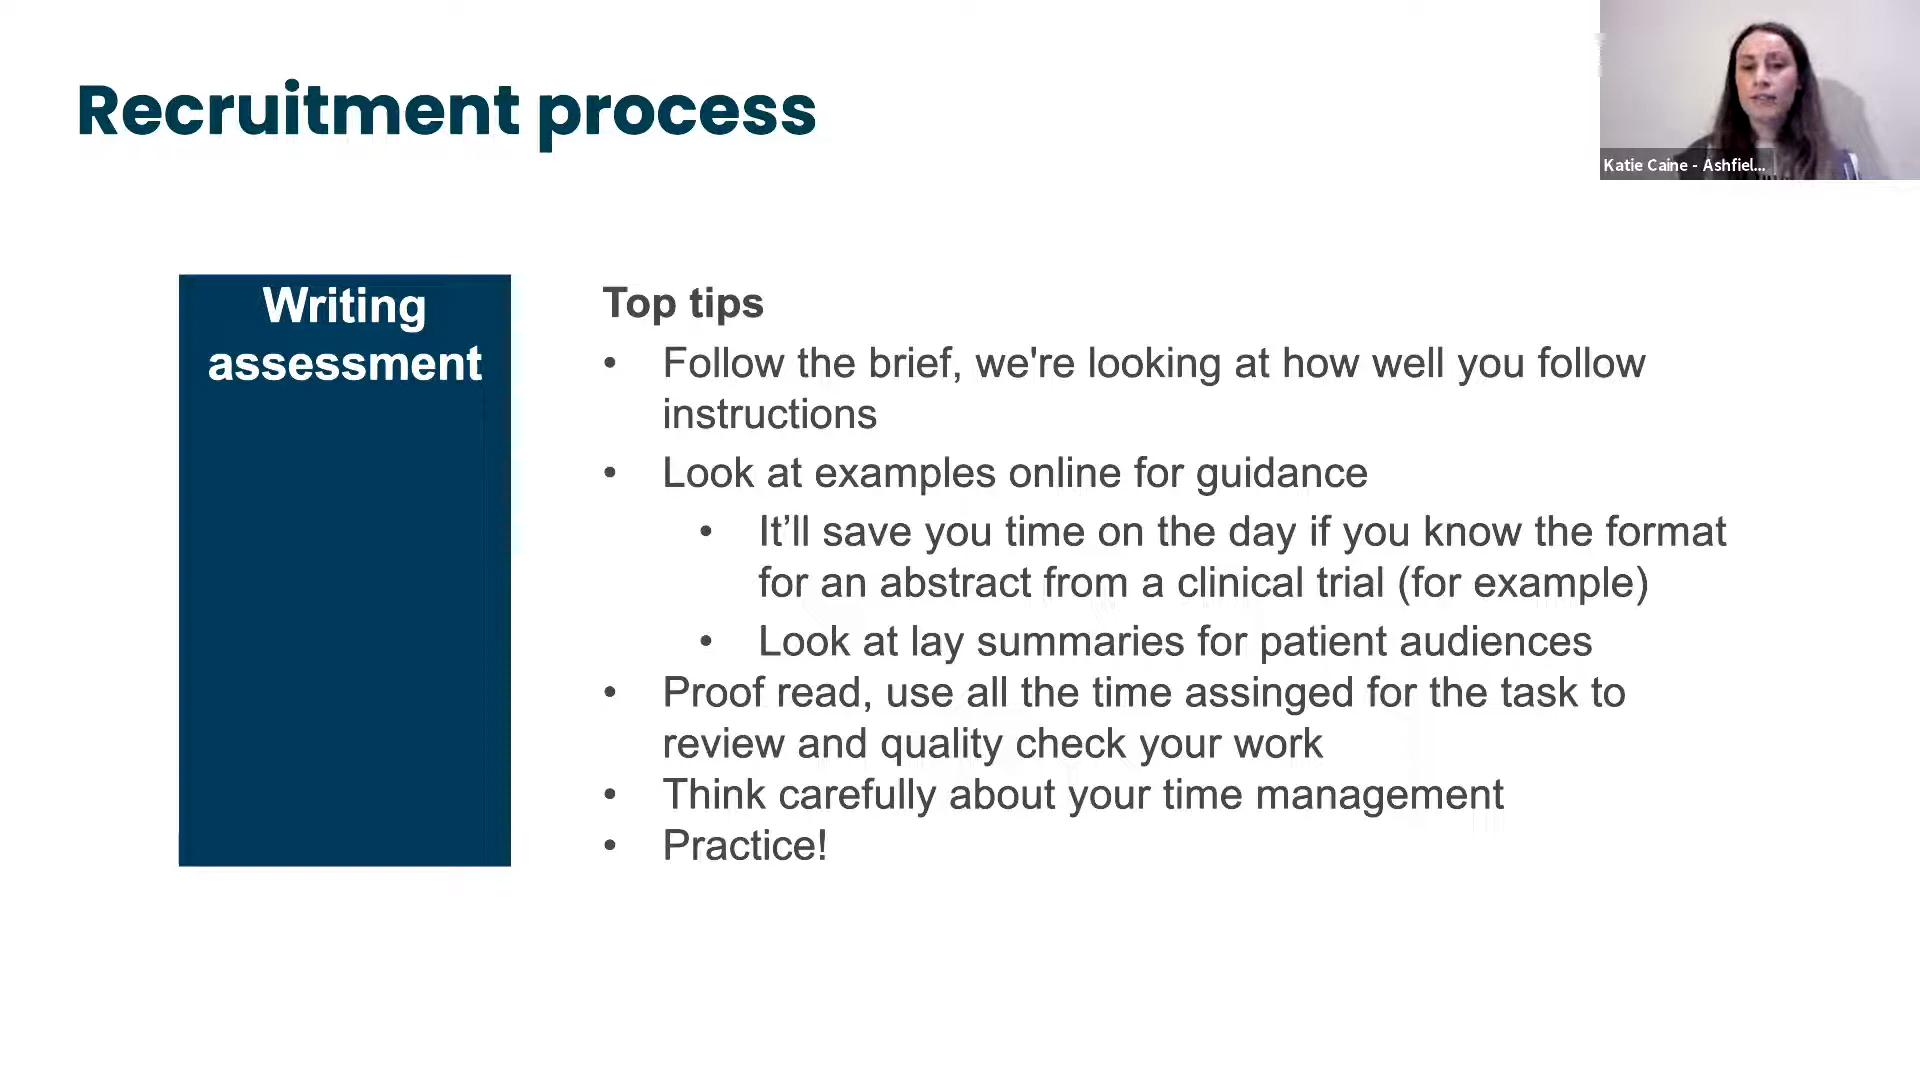 Recruitment process
Katie Caine - Ashfiel...
Writing
assessment
Top tips
• Follow the brief, we're looking at how well you follow
instructions
• Look at examples online for guidance
• It’ll save you time on the day if you know the format
for an abstract from a clinical trial (for example)
• Look at lay summaries for patient audiences
• Proof read, use all the time assinged for the task to
review and quality check your work
• Think carefully about your time management
• Practice!